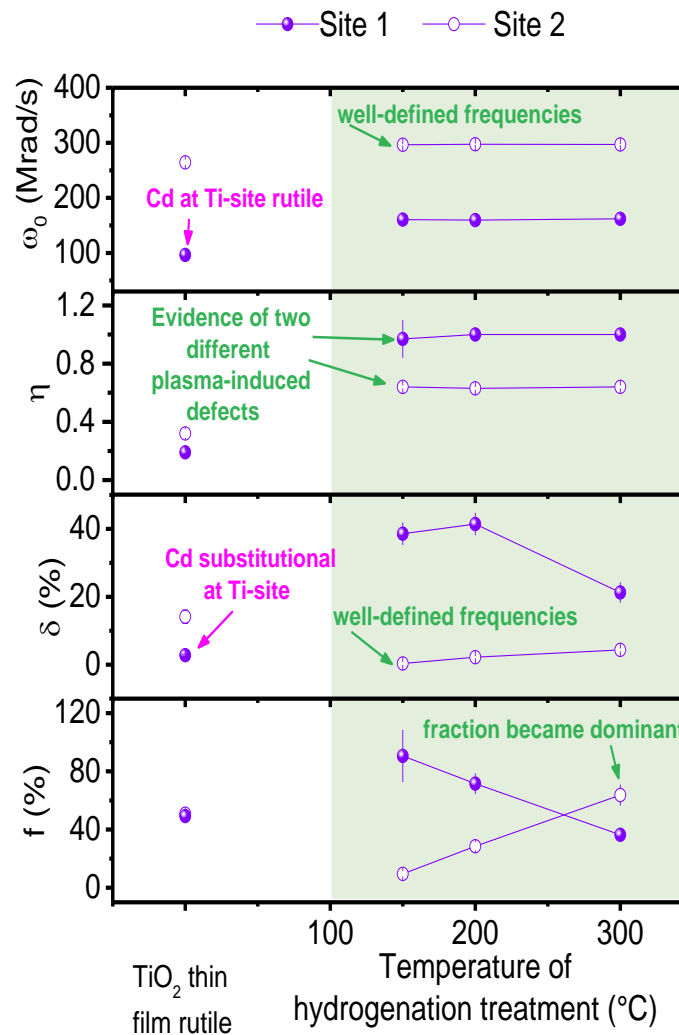 Site 1 Site 2
400
300
200
100
ω₀ (Mrad/s)
well-defined frequencies
Cd at Ti-site rutile
1.2
0.8
0.4
0.0
η
Evidence of two
different
plasma-induced
defects
40
20
0
δ (%)
Cd substitutional
at Ti-site
well-defined frequencies
120
80
40
0
f (%)
fraction became dominant
100 200 300
TiO₂ thin
film rutile
Temperature of
hydrogenation treatment (°C)